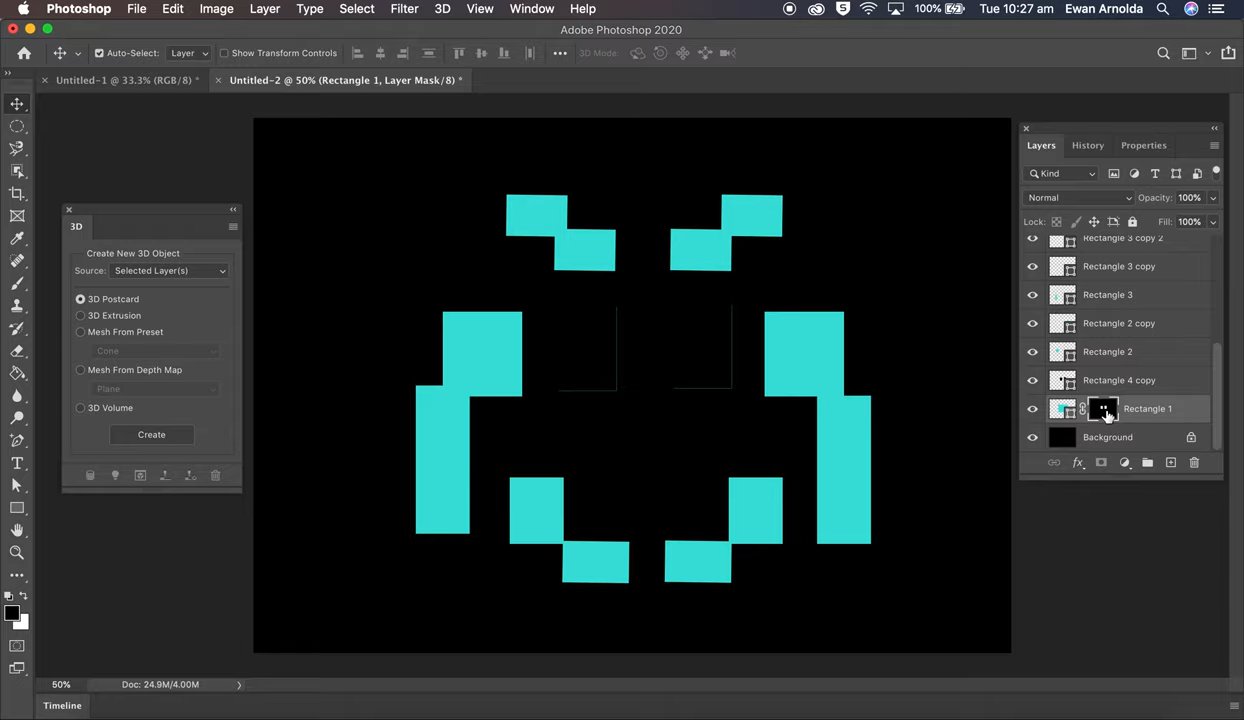 Photoshop File Edit Image Layer Type Select Filter 3D View Window Help 100% Tue 10:27 am Ewan Arnolda
Adobe Photoshop 2020
Auto-Select: Layer Show Transform Controls 3D Mode:
Untitled-1 @ 33.3% (RGB/8) * Untitled-2 @ 50% (Rectangle 1, Layer Mask/8) *
3D
Create New 3D Object
Source: Selected Layer(s)
3D Postcard
3D Extrusion
Mesh From Preset
Cone
Mesh From Depth Map
Plane
3D Volume
Create
Layers History Properties
Kind
Normal Opacity: 100%
Lock: Fill: 100%
Rectangle 3 copy 2
Rectangle 3 copy
Rectangle 3
Rectangle 2 copy
Rectangle 2
Rectangle 4 copy
Rectangle 1
Background
50% Doc: 24.9M/4.00M
Timeline